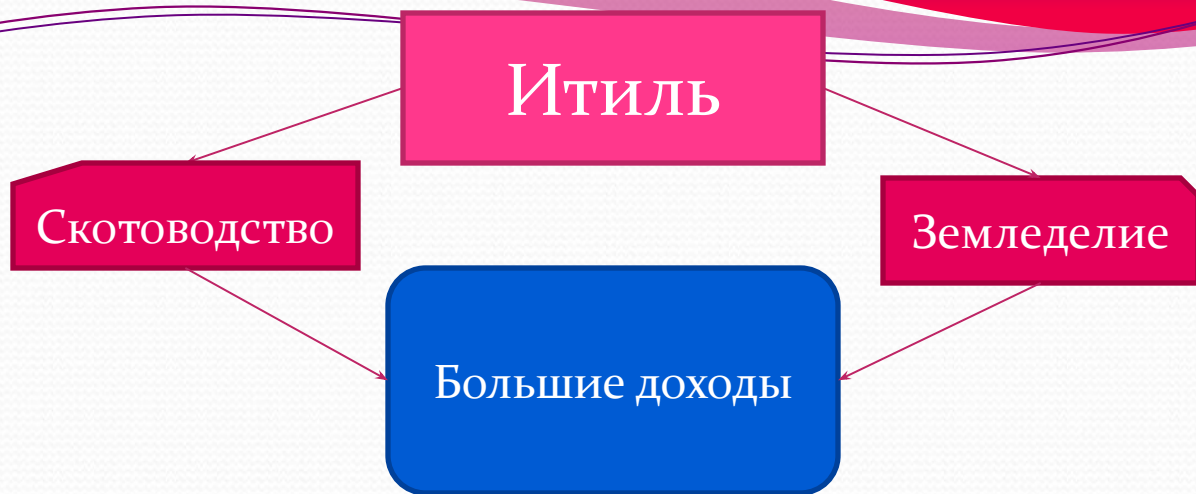 Итиль
Скотоводство
Земледелие
Большие доходы